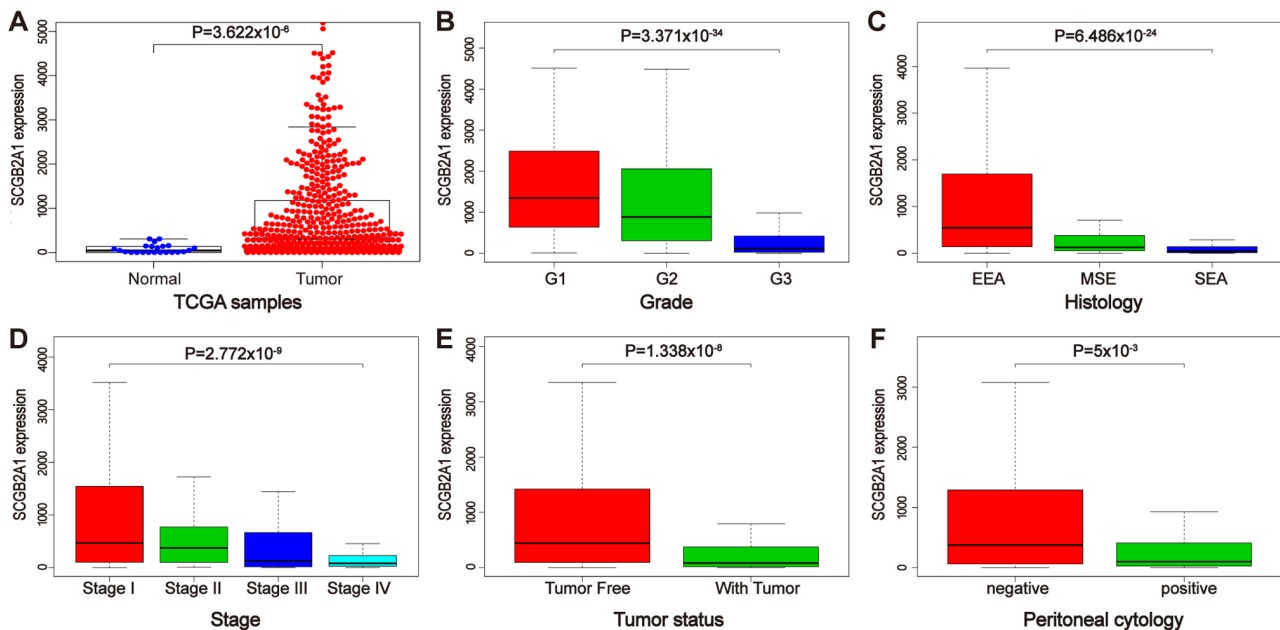 A
P=3.622x10⁻⁶
SCGB2A1 expression
5000
4000
3000
2000
1000
0
Normal Tumor
TCGA samples
B
P=3.371x10⁻³⁴
SCGB2A1 expression
5000
4000
3000
2000
1000
0
G1 G2 G3
Grade
C
P=6.486x10⁻²⁴
SCGB2A1 expression
4000
3000
2000
1000
0
EEA MSE SEA
Histology
D
P=2.772x10⁻⁹
SCGB2A1 expression
4000
3000
2000
1000
0
Stage I Stage II Stage III Stage IV
Stage
E
P=1.338x10⁻⁸
SCGB2A1 expression
4000
3000
2000
1000
0
Tumor Free With Tumor
Tumor status
F
P=5x10⁻³
SCGB2A1 expression
3000
2000
1000
0
negative positive
Peritoneal cytology